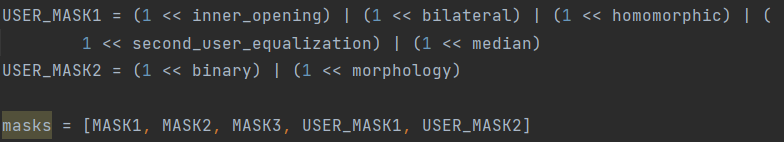 USER_MASK1 = (1 << inner_opening) | (1 << bilateral) | (1 << homomorphic) | (
        1 << second_user_equalization) | (1 << median)
USER_MASK2 = (1 << binary) | (1 << morphology)

masks = [MASK1, MASK2, MASK3, USER_MASK1, USER_MASK2]